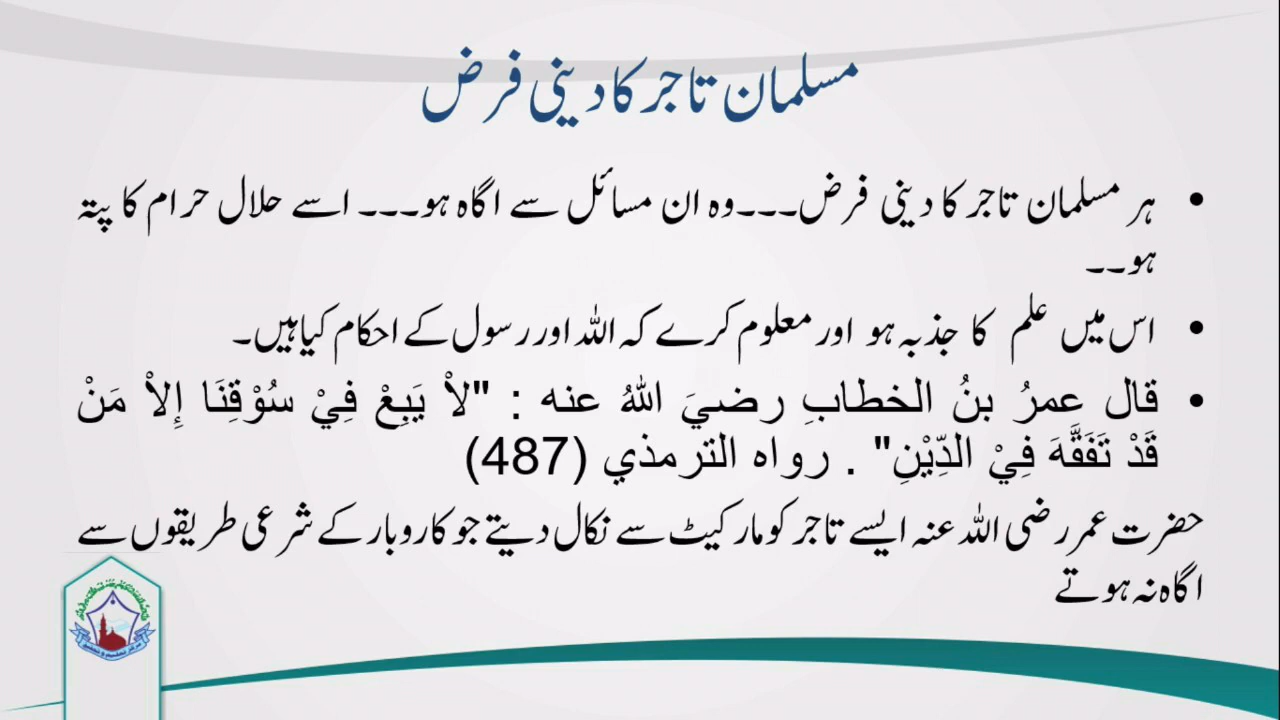 مسلمان تاجر کا دینی فرض
• ہر مسلمان تاجر کا دینی فرض۔۔۔وہ ان مسائل سے اگاہ ہو۔۔۔ اسے حلال حرام کا پتہ
ہو۔۔
• اس میں علم کا جذبہ ہو اور معلوم کرے کہ اللہ اور رسول کے احکام کیا ہیں۔
• قال عمرُ بنُ الخطابِ رضيَ اللهُ عنه : "لاْ يَبِعْ فِيْ سُوْقِنَا إِلاْ مَنْ
قَدْ تَفَقَّهَ فِيْ الدِّيْنِ" . رواه الترمذي (487)
حضرت عمر رضی اللہ عنہ ایسے تاجر کو مارکیٹ سے نکال دیتے جو کاروبار کے شرعی طریقوں سے
اگاہ نہ ہوتے